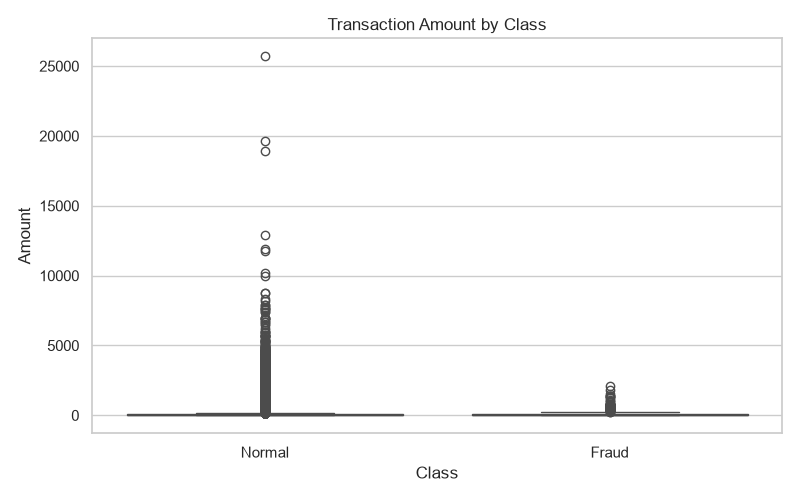 Transaction Amount by Class
25000
20000
15000
10000
5000
0
Amount
Normal
Fraud
Class